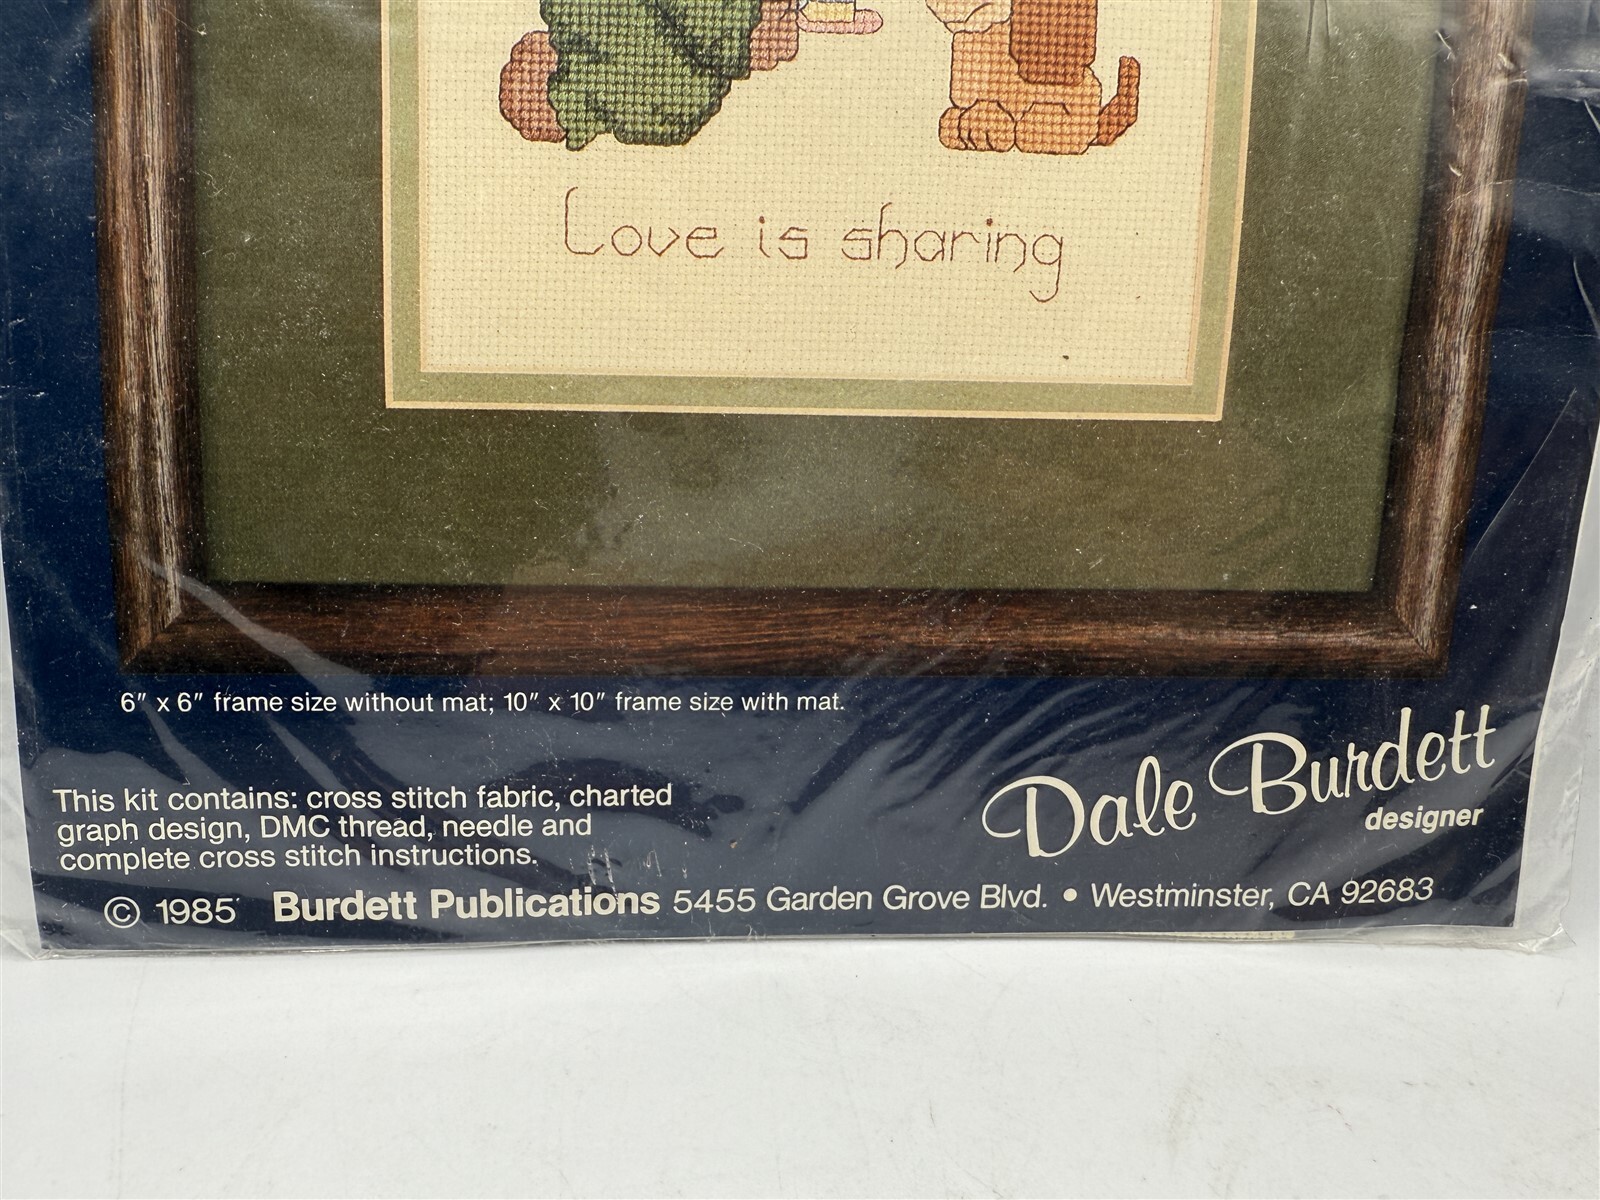 Love is sharing
6" x 6" frame size without mat; 10" x 10" frame size with mat.
Dale Burdett
designer
This kit contains: cross stitch fabric, charted
graph design, DMC thread, needle and
complete cross stitch instructions.
© 1985 Burdett Publications 5455 Garden Grove Blvd. • Westminster, CA 92683